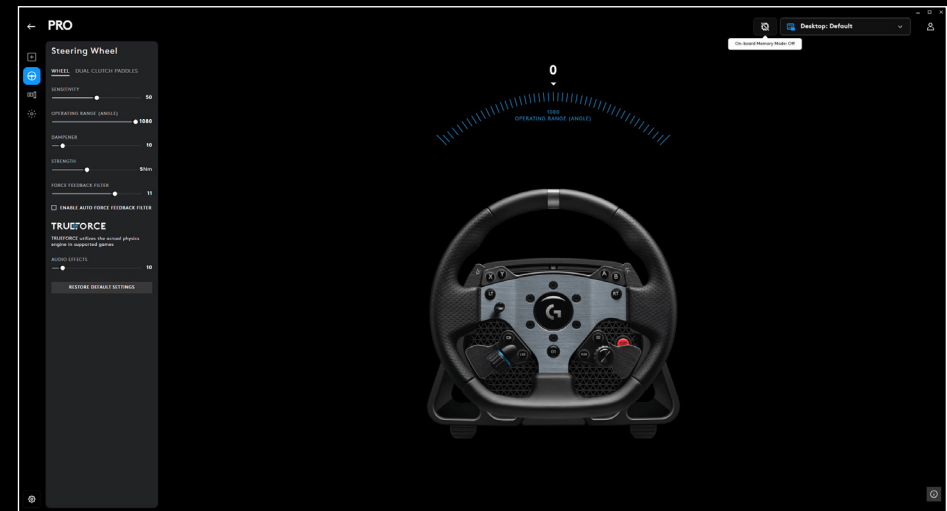 PRO
Desktop: Default
On-board Memory Mode: Off
Steering Wheel
WHEEL DUAL CLUTCH PADDLES
SENSITIVITY
50
OPERATING RANGE (ANGLE)
1080
DAMPENER
10
STRENGTH
5Nm
FORCE FEEDBACK FILTER
11
ENABLE AUTO FORCE FEEDBACK FILTER
TRUEFORCE
TRUEFORCE utilizes the actual physics
engine in supported games
AUDIO EFFECTS
10
RESTORE DEFAULT SETTINGS
0
1080
OPERATING RANGE (ANGLE)
X Y A B
LT RT
G